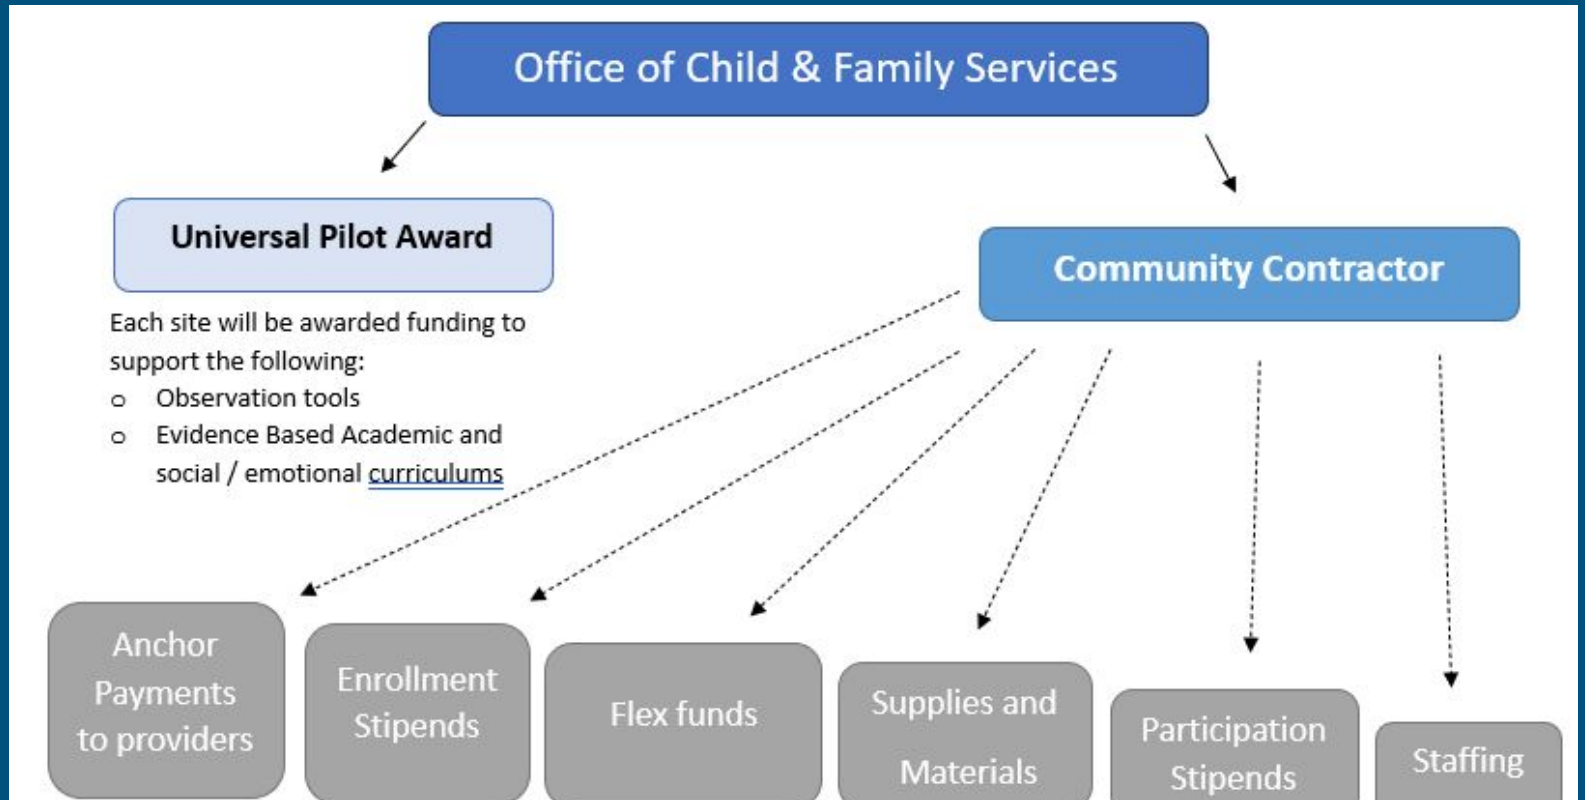 Office of Child & Family Services
Universal Pilot Award
Community Contractor
Each site will be awarded funding to
support the following:
o Observation tools
o Evidence Based Academic and
social / emotional curriculums
Anchor
Payments
to providers
Enrollment
Stipends
Flex funds
Supplies and
Materials
Participation
Stipends
Staffing